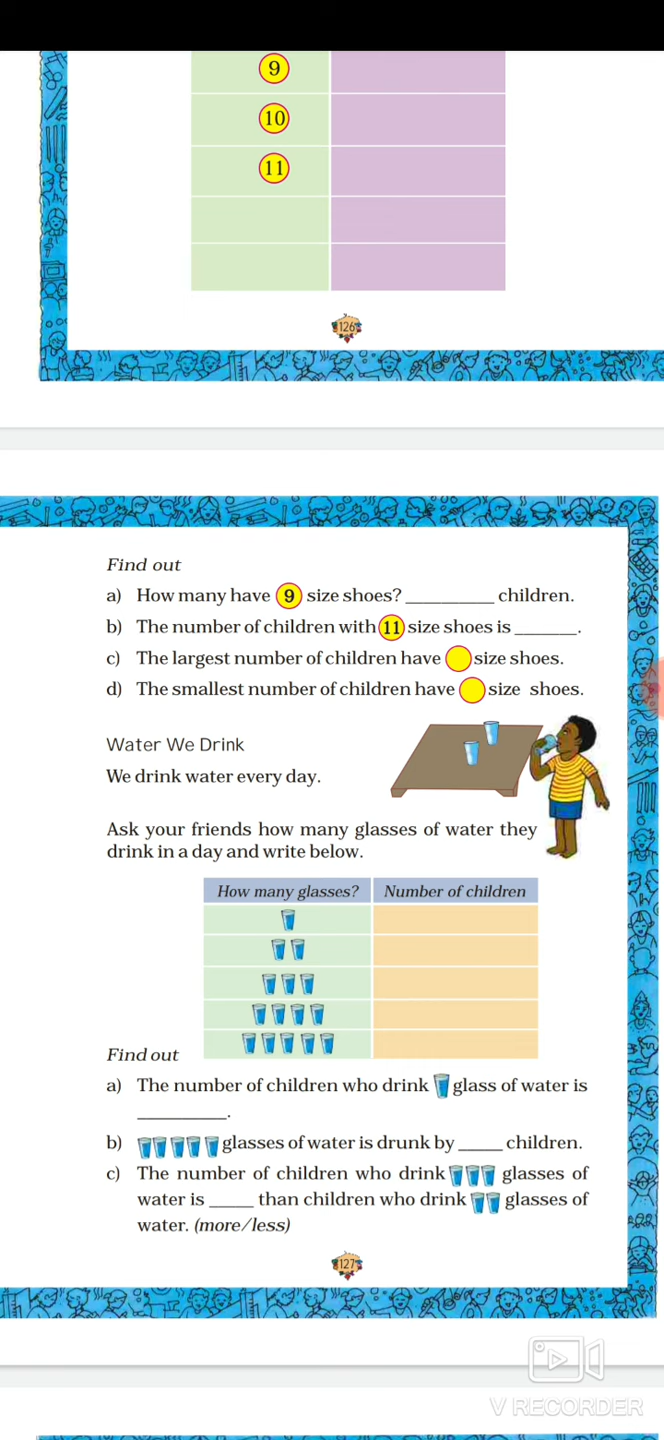 9
10
11
126
Find out
a) How many have 9 size shoes? __________ children.
b) The number of children with 11 size shoes is _______.
c) The largest number of children have size shoes.
d) The smallest number of children have size shoes.
Water We Drink
We drink water every day.
Ask your friends how many glasses of water they
drink in a day and write below.
How many glasses? Number of children
Find out
a) The number of children who drink glass of water is
__________.
b) glasses of water is drunk by _____ children.
c) The number of children who drink glasses of
water is _____ than children who drink glasses of
water. (more/less)
127
V RECORDER